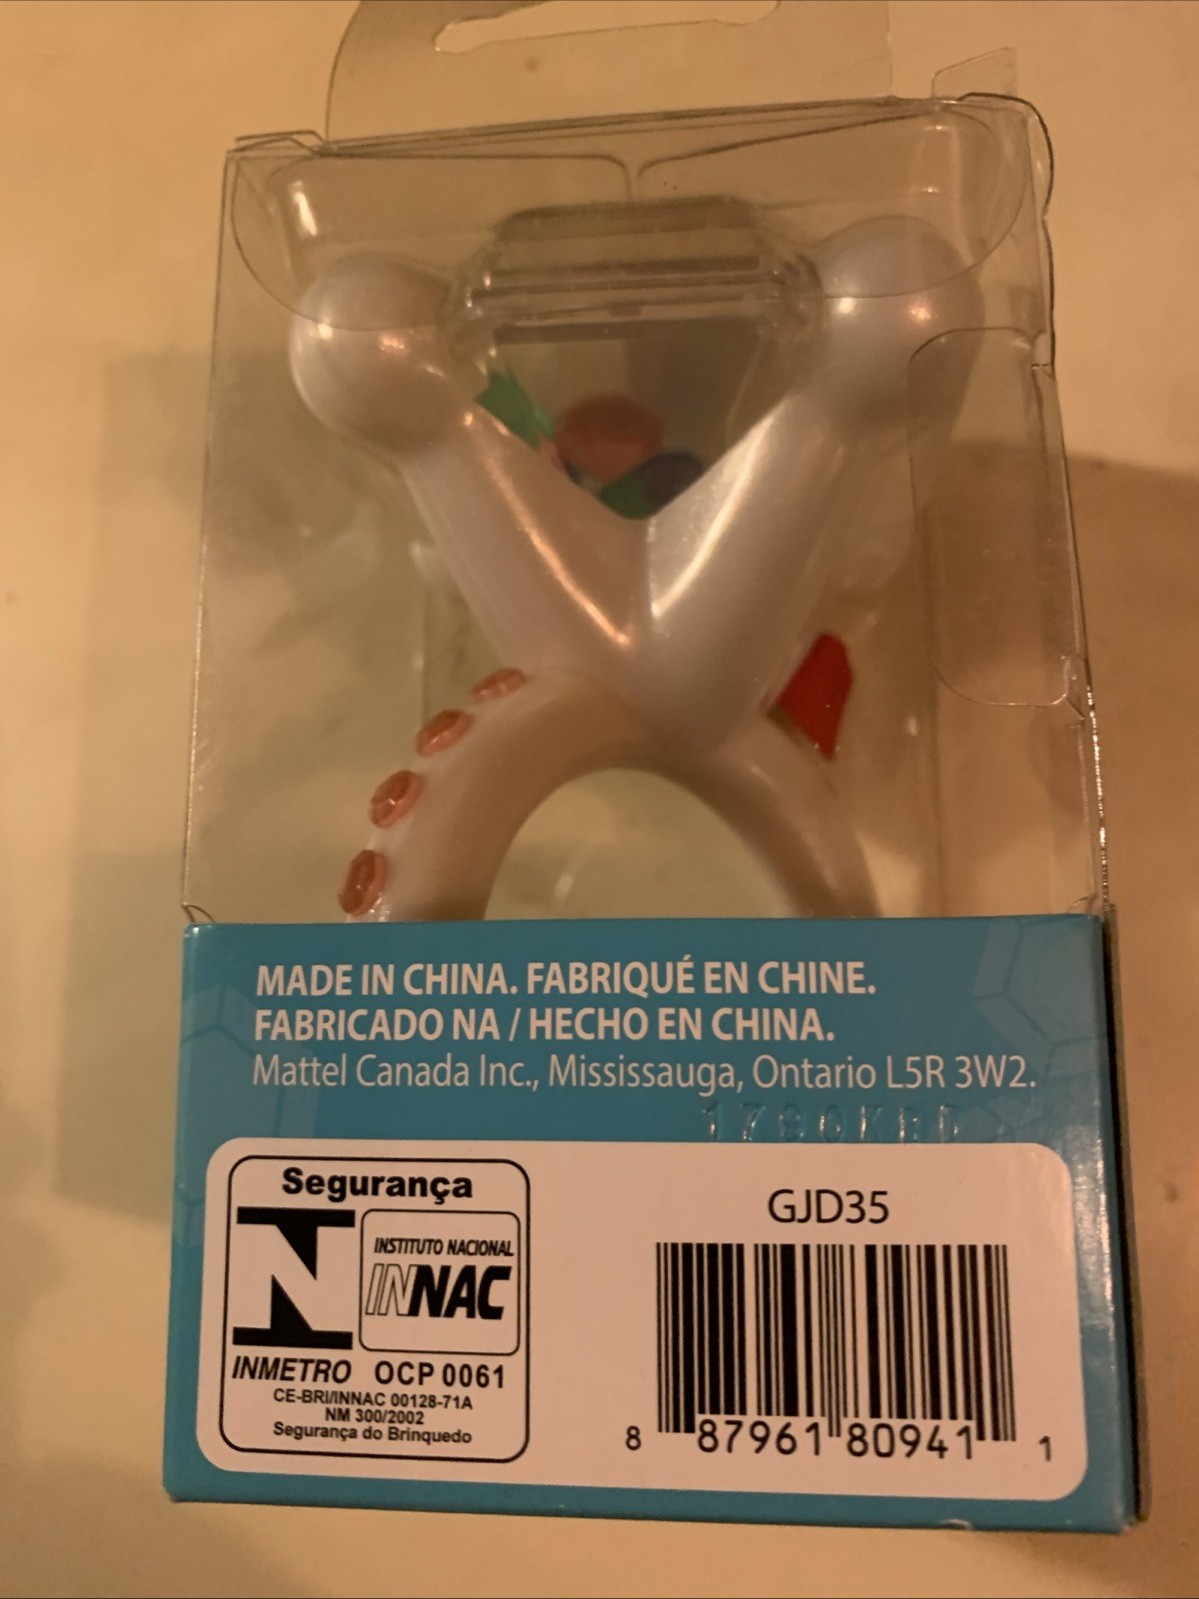 MADE IN CHINA. FABRIQUÉ EN CHINE.
FABRICADO NA / HECHO EN CHINA.
Mattel Canada Inc., Mississauga, Ontario L5R 3W2.
Segurança
INSTITUTO NACIONAL
INNAC
INMETRO OCP 0061
CE-BRI/INNAC 00128-71A
NM 300/2002
Segurança do Brinquedo
GJD35
8 87961 80941 1